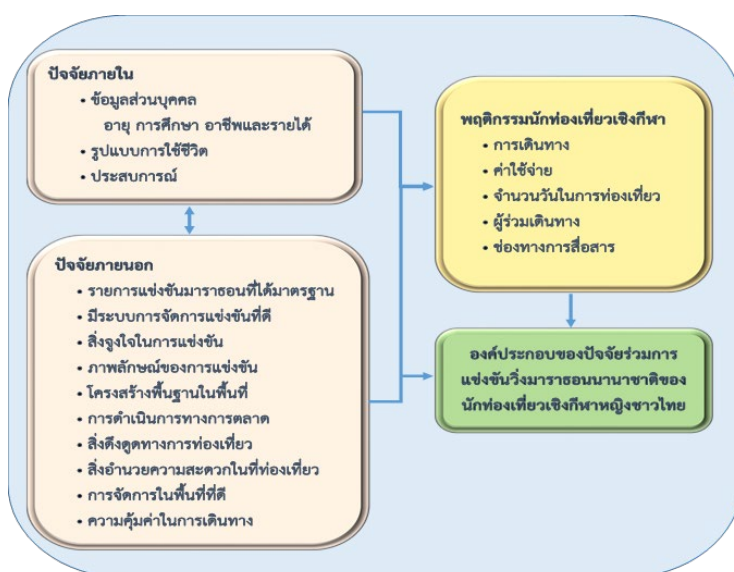 ปัจจัยภายใน
• ข้อมูลส่วนบุคคล
อายุ การศึกษา อาชีพและรายได้
• รูปแบบการใช้ชีวิต
• ประสบการณ์
ปัจจัยภายนอก
• รายการแข่งขันมาราธอนที่ได้มาตรฐาน
• มีระบบการจัดการแข่งขันที่ดี
• สิ่งจูงใจในการแข่งขัน
• ภาพลักษณ์ของการแข่งขัน
• โครงสร้างพื้นฐานในพื้นที่
• การดำเนินการทางการตลาด
• สิ่งดึงดูดทางการท่องเที่ยว
• สิ่งอำนวยความสะดวกในที่ท่องเที่ยว
• การจัดการในพื้นที่ที่ดี
• ความคุ้มค่าในการเดินทาง
พฤติกรรมนักท่องเที่ยวเชิงกีฬา
• การเดินทาง
• ค่าใช้จ่าย
• จำนวนวันในการท่องเที่ยว
• ผู้ร่วมเดินทาง
• ช่องทางการสื่อสาร
องค์ประกอบของปัจจัยร่วมการ
แข่งขันวิ่งมาราธอนนานาชาติของ
นักท่องเที่ยวเชิงกีฬาหญิงชาวไทย